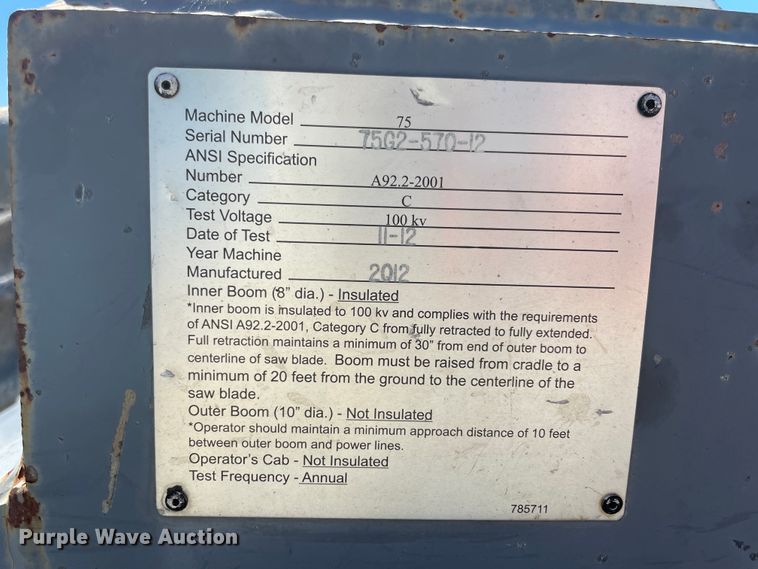 Machine Model 75
Serial Number 75G2-570-12
ANSI Specification
Number A92.2-2001
Category C
Test Voltage 100 kv
Date of Test 11-12
Year Machine
Manufactured 2012
Inner Boom (8” dia.) - Insulated
*Inner boom is insulated to 100 kv and complies with the requirements
of ANSI A92.2-2001, Category C from fully retracted to fully extended.
Full retraction maintains a minimum of 30” from end of outer boom to
centerline of saw blade. Boom must be raised from cradle to a
minimum of 20 feet from the ground to the centerline of the
saw blade.
Outer Boom (10” dia.) - Not Insulated
*Operator should maintain a minimum approach distance of 10 feet
between outer boom and power lines.
Operator's Cab - Not Insulated
Test Frequency - Annual
785711
Purple Wave Auction